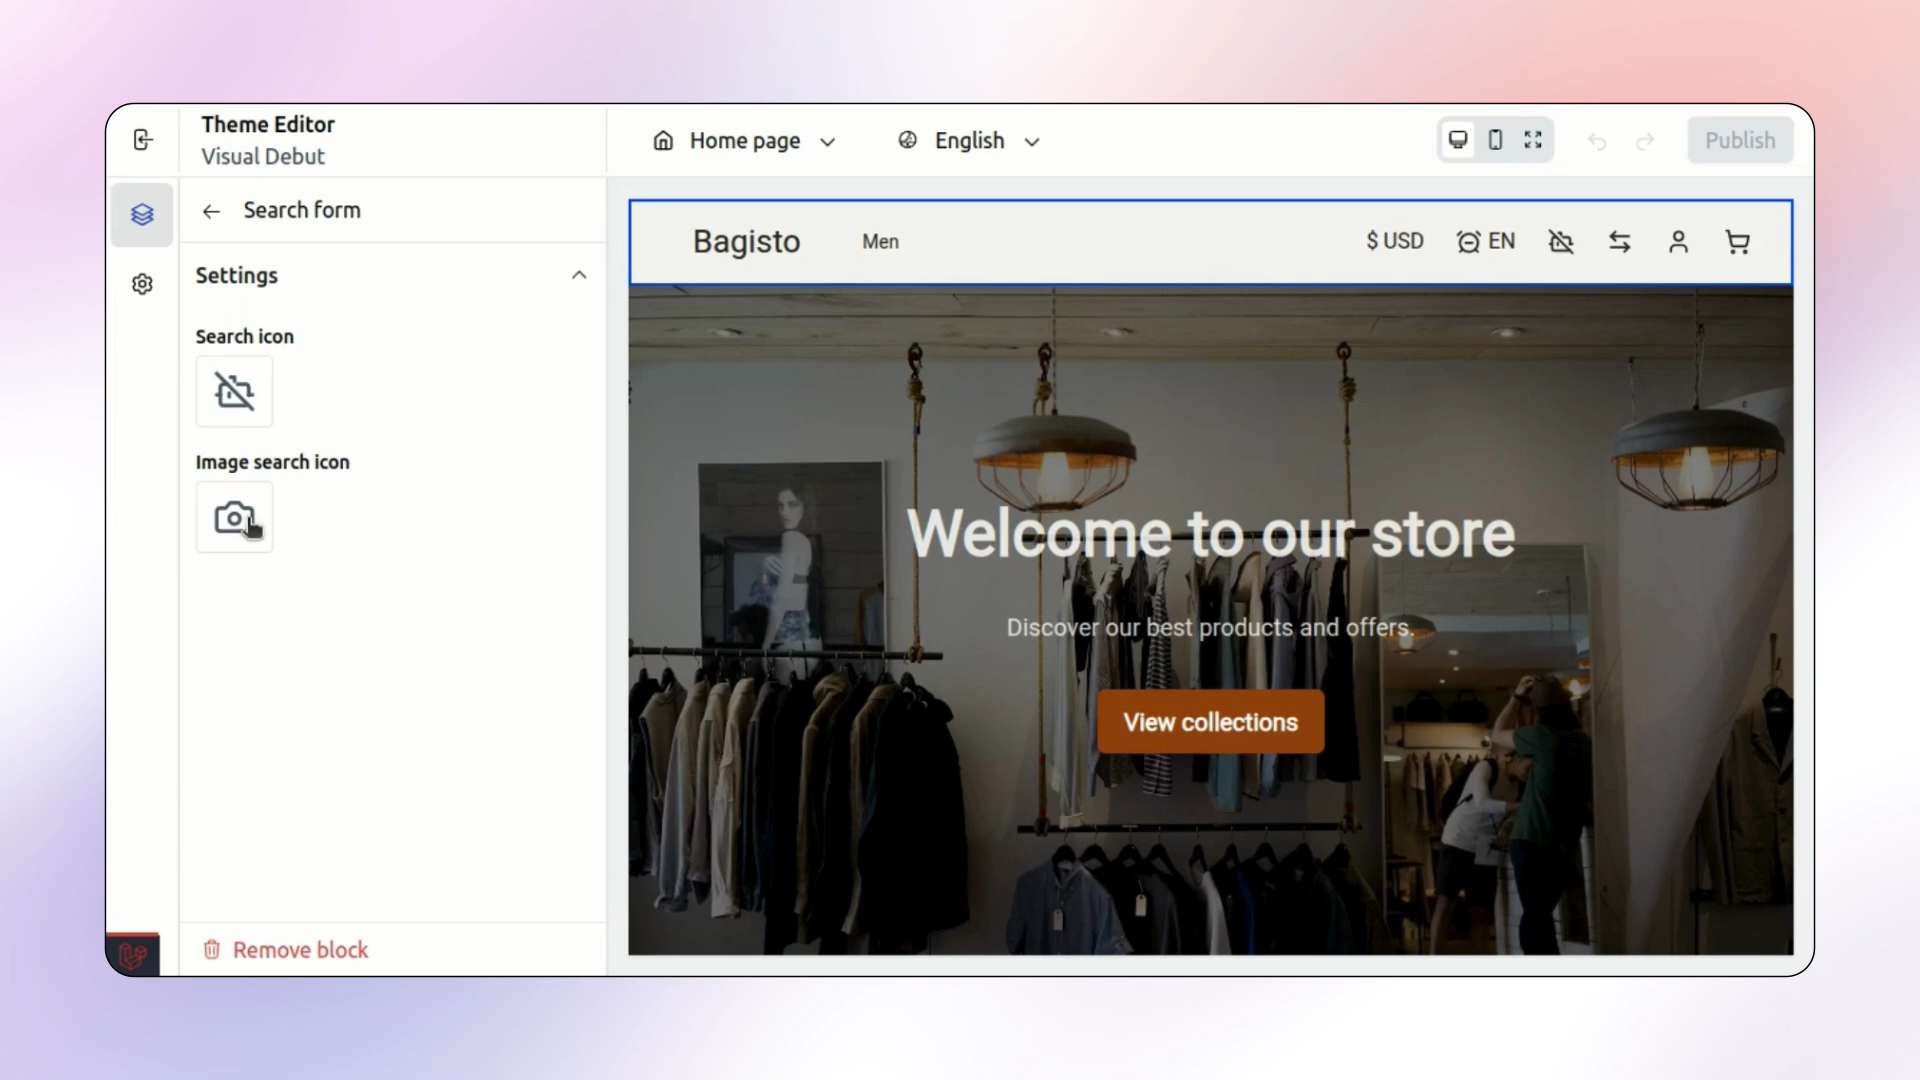 Theme Editor
Visual Debut
Home page
English
Publish
Search form
Settings
Search icon
Image search icon
Remove block
Bagisto
Men
$ USD
EN
Welcome to our store
Discover our best products and offers.
View collections